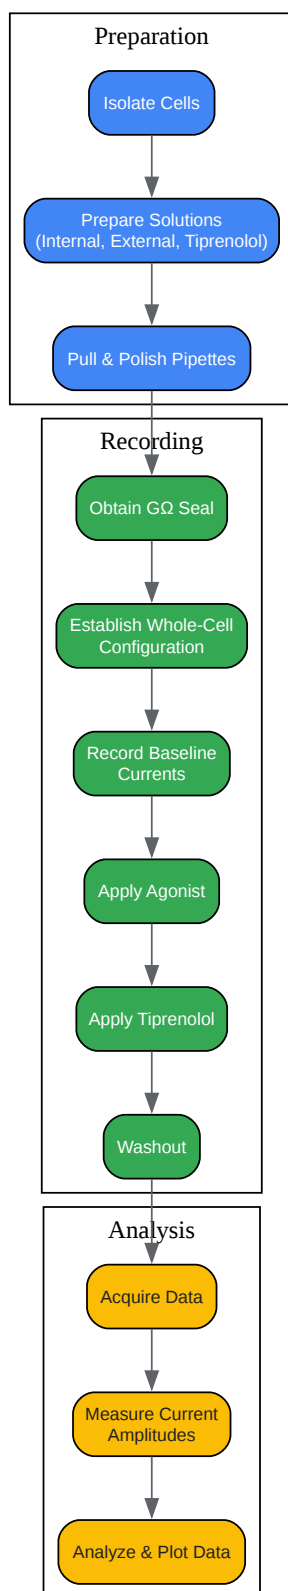 Preparation
Isolate Cells
Prepare Solutions
(Internal, External, Tiprenolol)
Pull & Polish Pipettes
Recording
Obtain GΩ Seal
Establish Whole-Cell
Configuration
Record Baseline
Currents
Apply Agonist
Apply Tiprenolol
Washout
Analysis
Acquire Data
Measure Current
Amplitudes
Analyze & Plot Data